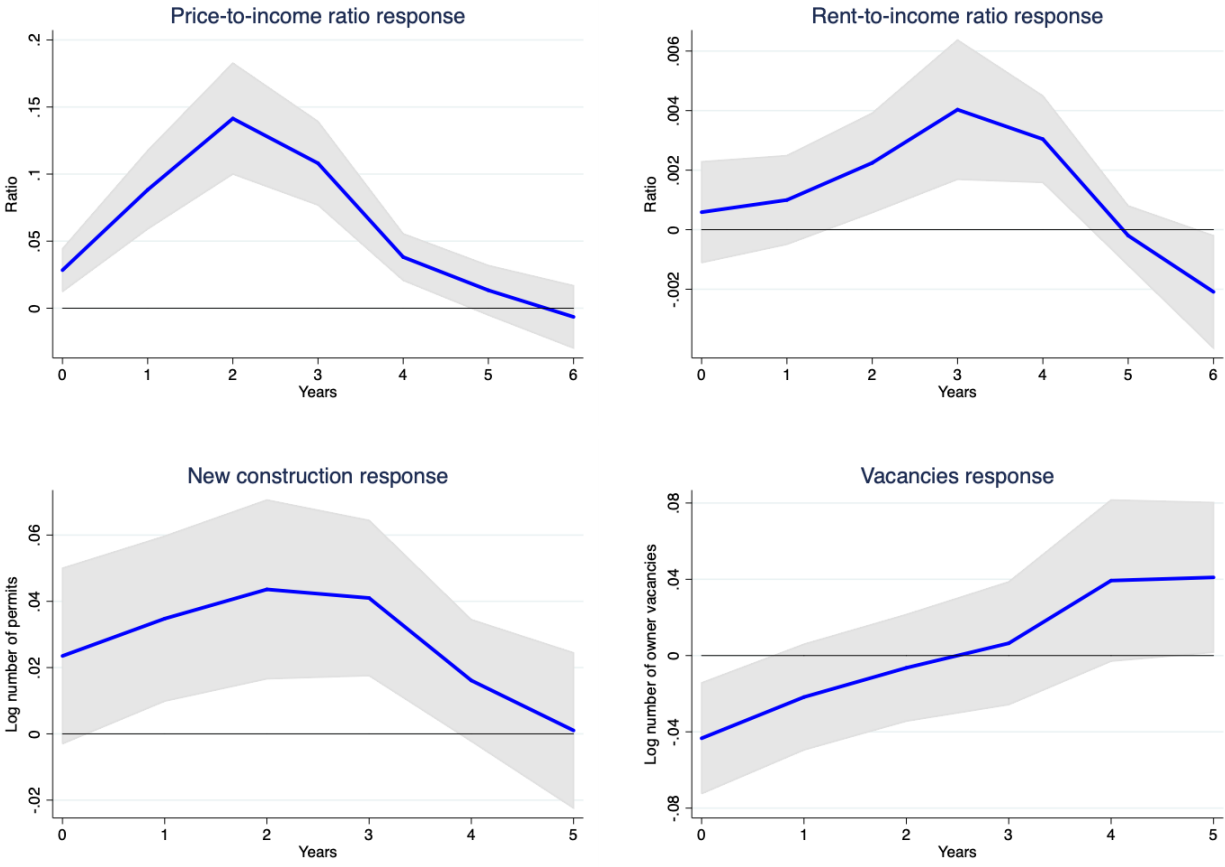 Price-to-income ratio response
.2
.15
.1
.05
0
Ratio
0 1 2 3 4 5 6
Years
Rent-to-income ratio response
.006
.004
.002
0
-.002
Ratio
0 1 2 3 4 5 6
Years
New construction response
.06
.04
.02
0
-.02
Log number of permits
0 1 2 3 4 5
Years
Vacancies response
.08
.04
0
-.04
-.08
Log number of owner vacancies
0 1 2 3 4 5
Years